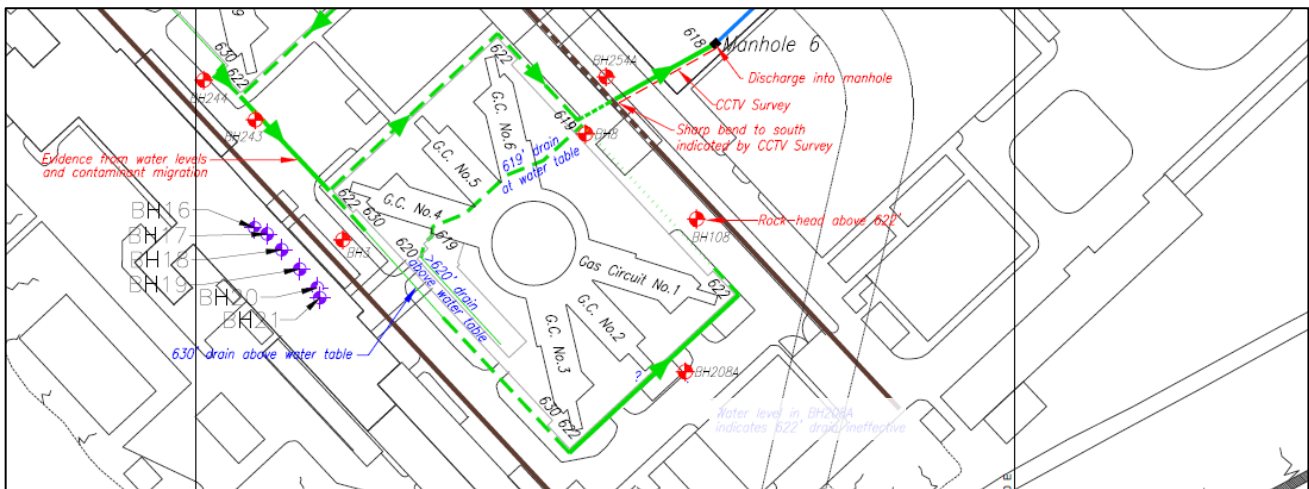 630
622
618
Manhole 6
622
BH254A
BH244
Discharge into manhole
G.C. No.6
CCTV Survey
BH243
619
BH8
Sharp bend to south
indicated by CCTV Survey
G.C. No.5
619' drain
at water table
Evidence from water levels
and contaminant migration
622
630
G.C. No.4
BH16
BH17
BH18
BH19
BH20
BH21
BH3
619
620
>620' drain
above water table
Rock-head above 622'
BH108
Gas Circuit No.1
622
G.C. No.2
G.C. No.3
630' drain above water table
?
BH208A
630
622
Water level in BH208A
indicates 622' drain ineffective